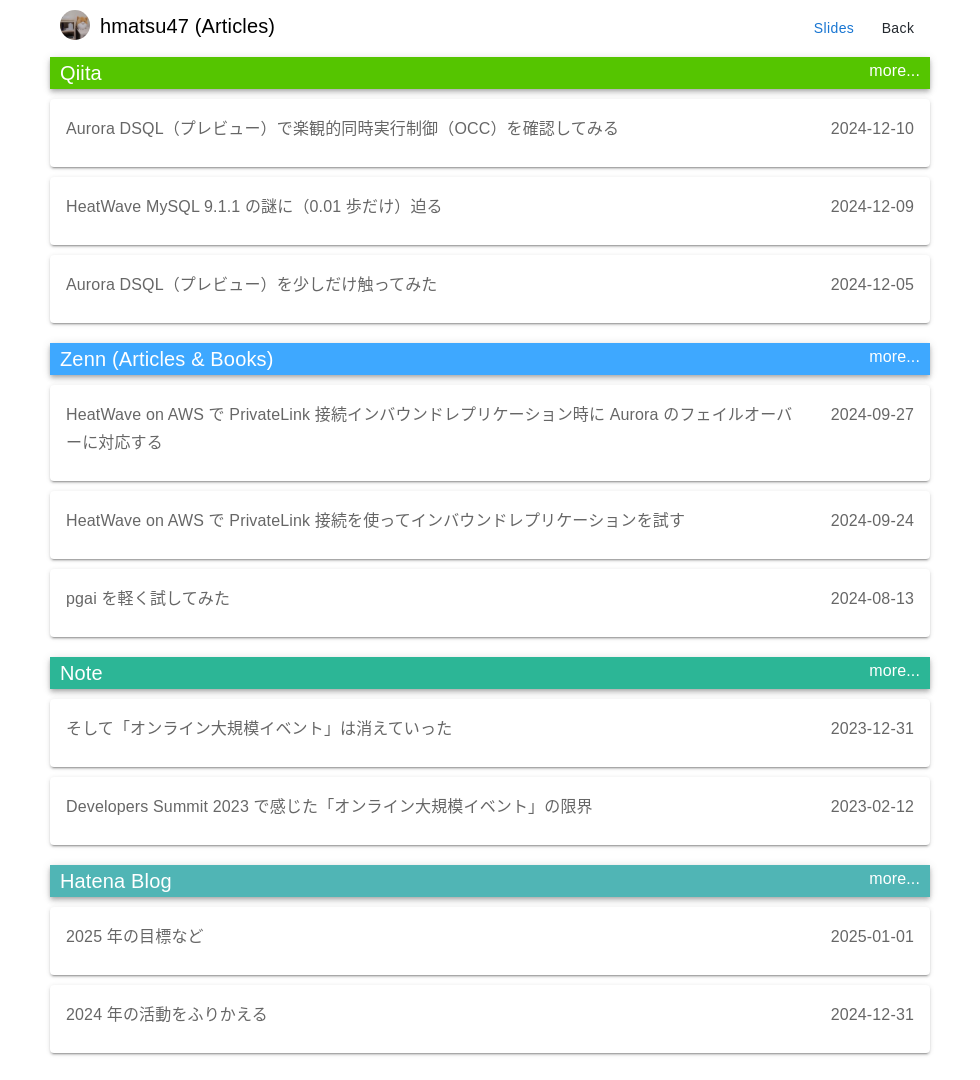 hmatsu47 (Articles)
Slides
Back
Qiita
more...
Aurora DSQL（プレビュー）で楽観的同時実行制御（OCC）を確認してみる
2024-12-10
HeatWave MySQL 9.1.1 の謎に（0.01 歩だけ）迫る
2024-12-09
Aurora DSQL（プレビュー）を少しだけ触ってみた
2024-12-05
Zenn (Articles & Books)
more...
HeatWave on AWS で PrivateLink 接続インバウンドレプリケーション時に Aurora のフェイルオーバ
ーに対応する
2024-09-27
HeatWave on AWS で PrivateLink 接続を使ってインバウンドレプリケーションを試す
2024-09-24
pgai を軽く試してみた
2024-08-13
Note
more...
そして「オンライン大規模イベント」は消えていった
2023-12-31
Developers Summit 2023 で感じた「オンライン大規模イベント」の限界
2023-02-12
Hatena Blog
more...
2025 年の目標など
2025-01-01
2024 年の活動をふりかえる
2024-12-31